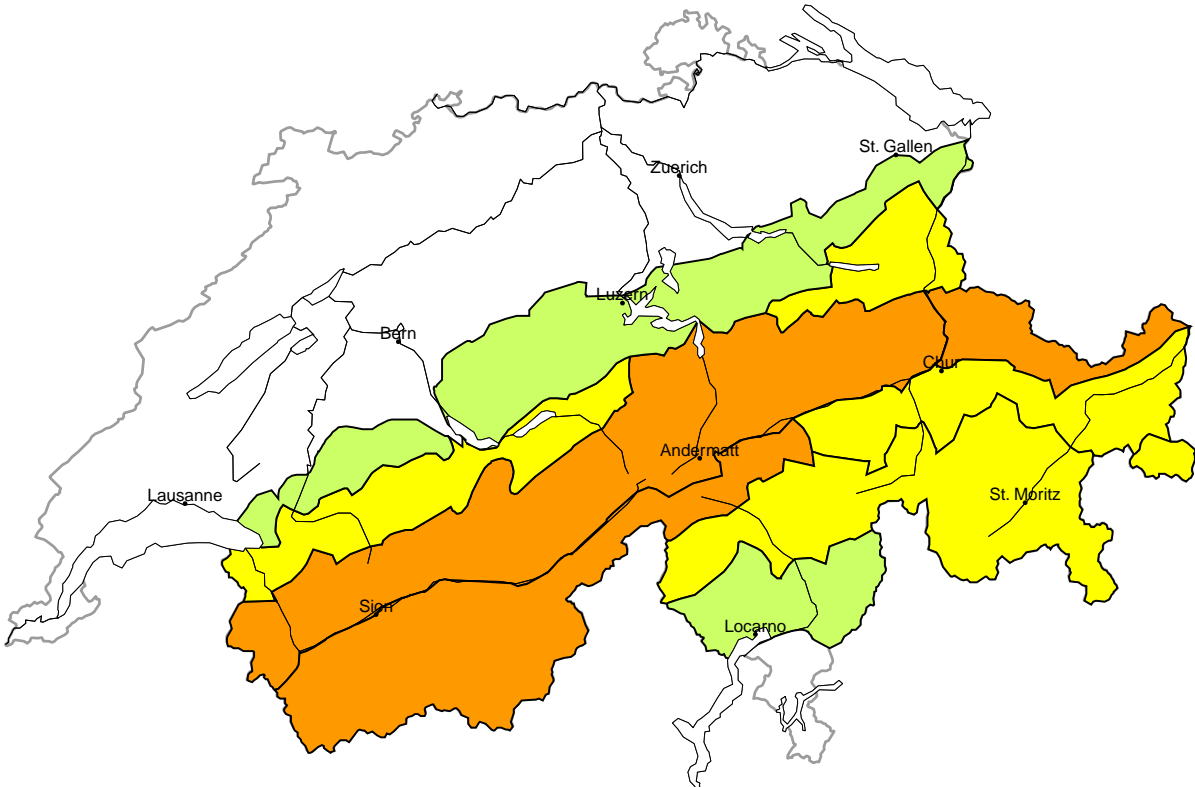 St. Gallen
Zuerich
Luzern
Bern
Chur
Andermatt
Lausanne
St. Moritz
Sion
Locarno